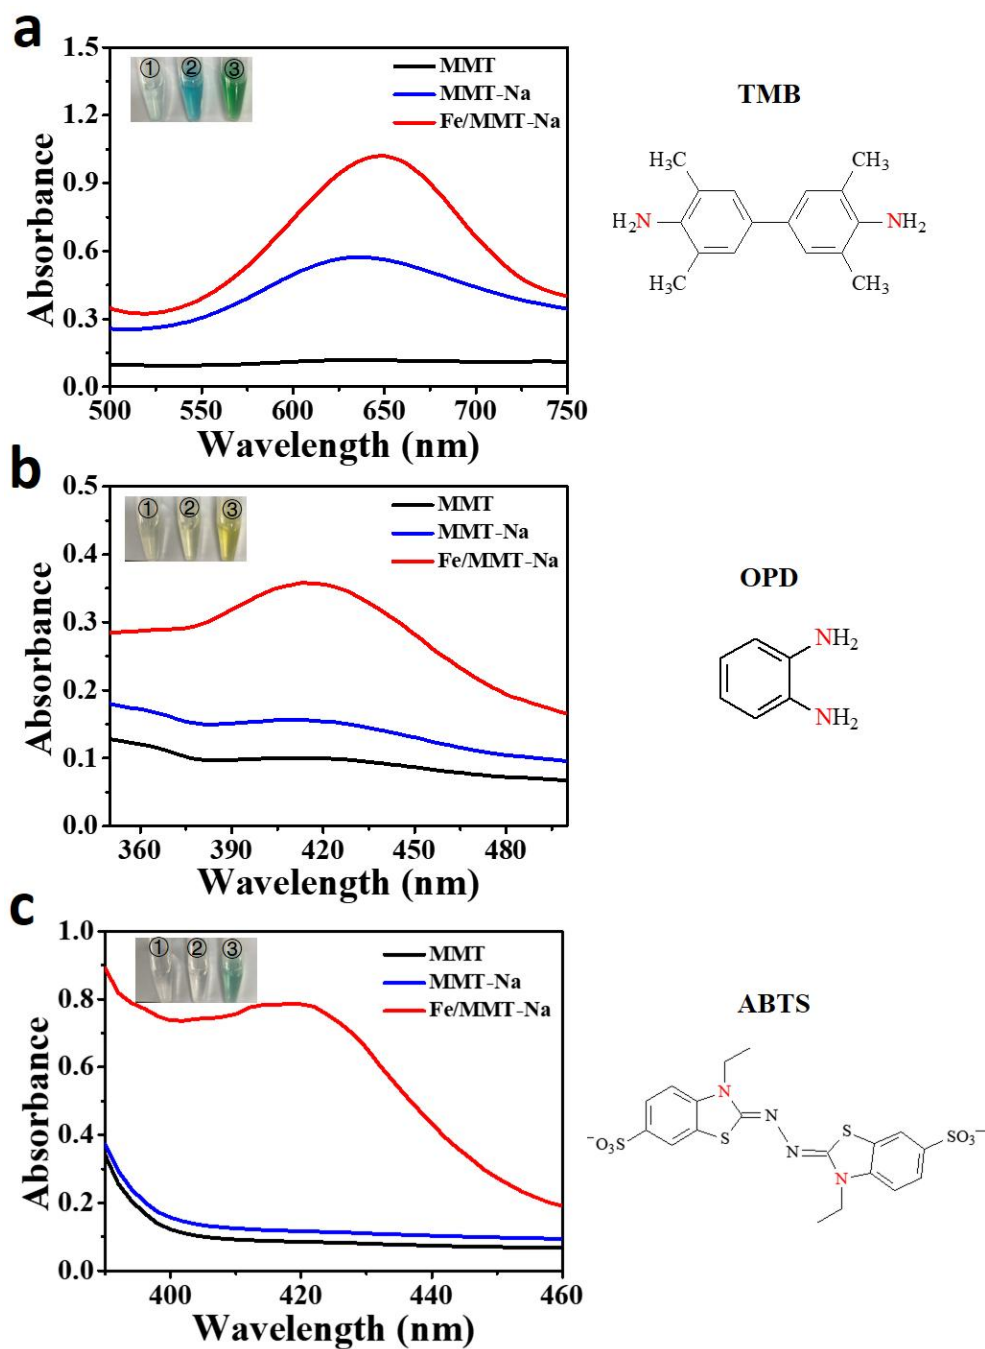 a
1.5
1.2
0.9
0.6
0.3
0.0
Absorbance
① ② ③
MMT
MMT-Na
Fe/MMT-Na
500 550 600 650 700 750
Wavelength (nm)
TMB
H₃C CH₃
H₂N NH₂
H₃C CH₃
b
0.5
0.4
0.3
0.2
0.1
0.0
Absorbance
① ② ③
MMT
MMT-Na
Fe/MMT-Na
360 390 420 450 480
Wavelength (nm)
OPD
NH₂
NH₂
c
1.0
0.8
0.6
0.4
0.2
0.0
Absorbance
① ② ③
MMT
MMT-Na
Fe/MMT-Na
400 420 440 460
Wavelength (nm)
ABTS
N
N
S S
⁻O₃S SO₃⁻
N
N